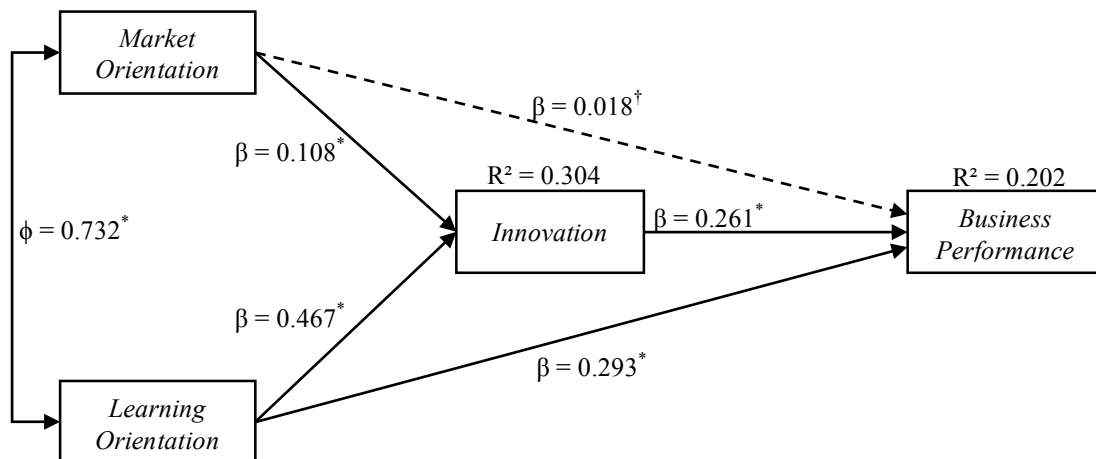 Market
Orientation
β = 0.018†
β = 0.108*
R² = 0.304
R² = 0.202
Innovation
β = 0.261*
Business
Performance
ϕ = 0.732*
β = 0.467*
β = 0.293*
Learning
Orientation